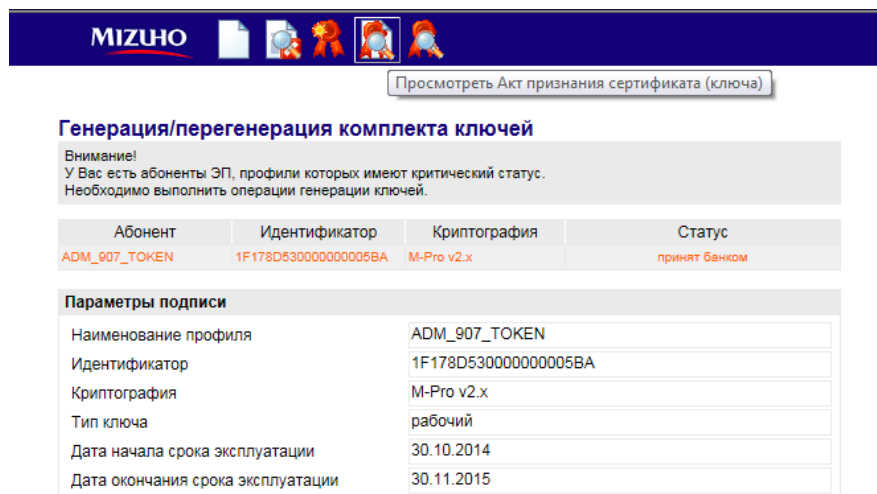 MIZUHO
Просмотреть Акт признания сертификата (ключа)
Генерация/перегенерация комплекта ключей
Внимание!
У Вас есть абоненты ЭП, профили которых имеют критический статус.
Необходимо выполнить операции генерации ключей.
Абонент Идентификатор Криптография Статус
ADM_907_TOKEN 1F178D530000000005BA M-Pro v2.x принят банком
Параметры подписи
Наименование профиля ADM_907_TOKEN
Идентификатор 1F178D530000000005BA
Криптография M-Pro v2.x
Тип ключа рабочий
Дата начала срока эксплуатации 30.10.2014
Дата окончания срока эксплуатации 30.11.2015